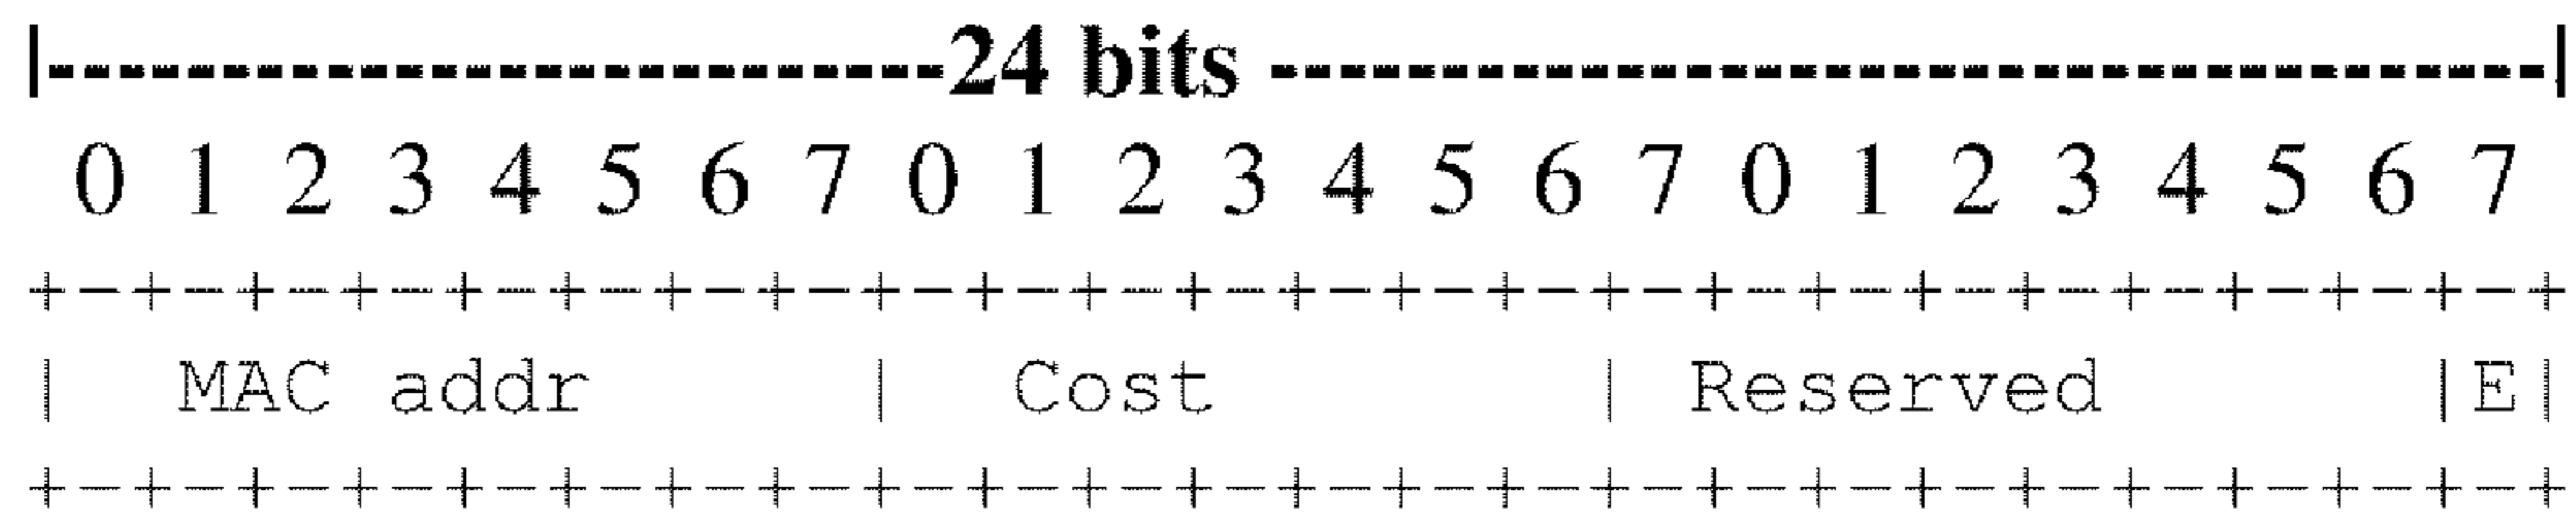 |--------------------------24 bits -------------------------------------|
0 1 2 3 4 5 6 7 0 1 2 3 4 5 6 7 0 1 2 3 4 5 6 7
+-+-+-+-+-+-+-+-+-+-+-+-+-+-+-+-+-+-+-+-+-+-+-+-+
| MAC addr | Cost | Reserved |E|
+-+-+-+-+-+-+-+-+-+-+-+-+-+-+-+-+-+-+-+-+-+-+-+-+